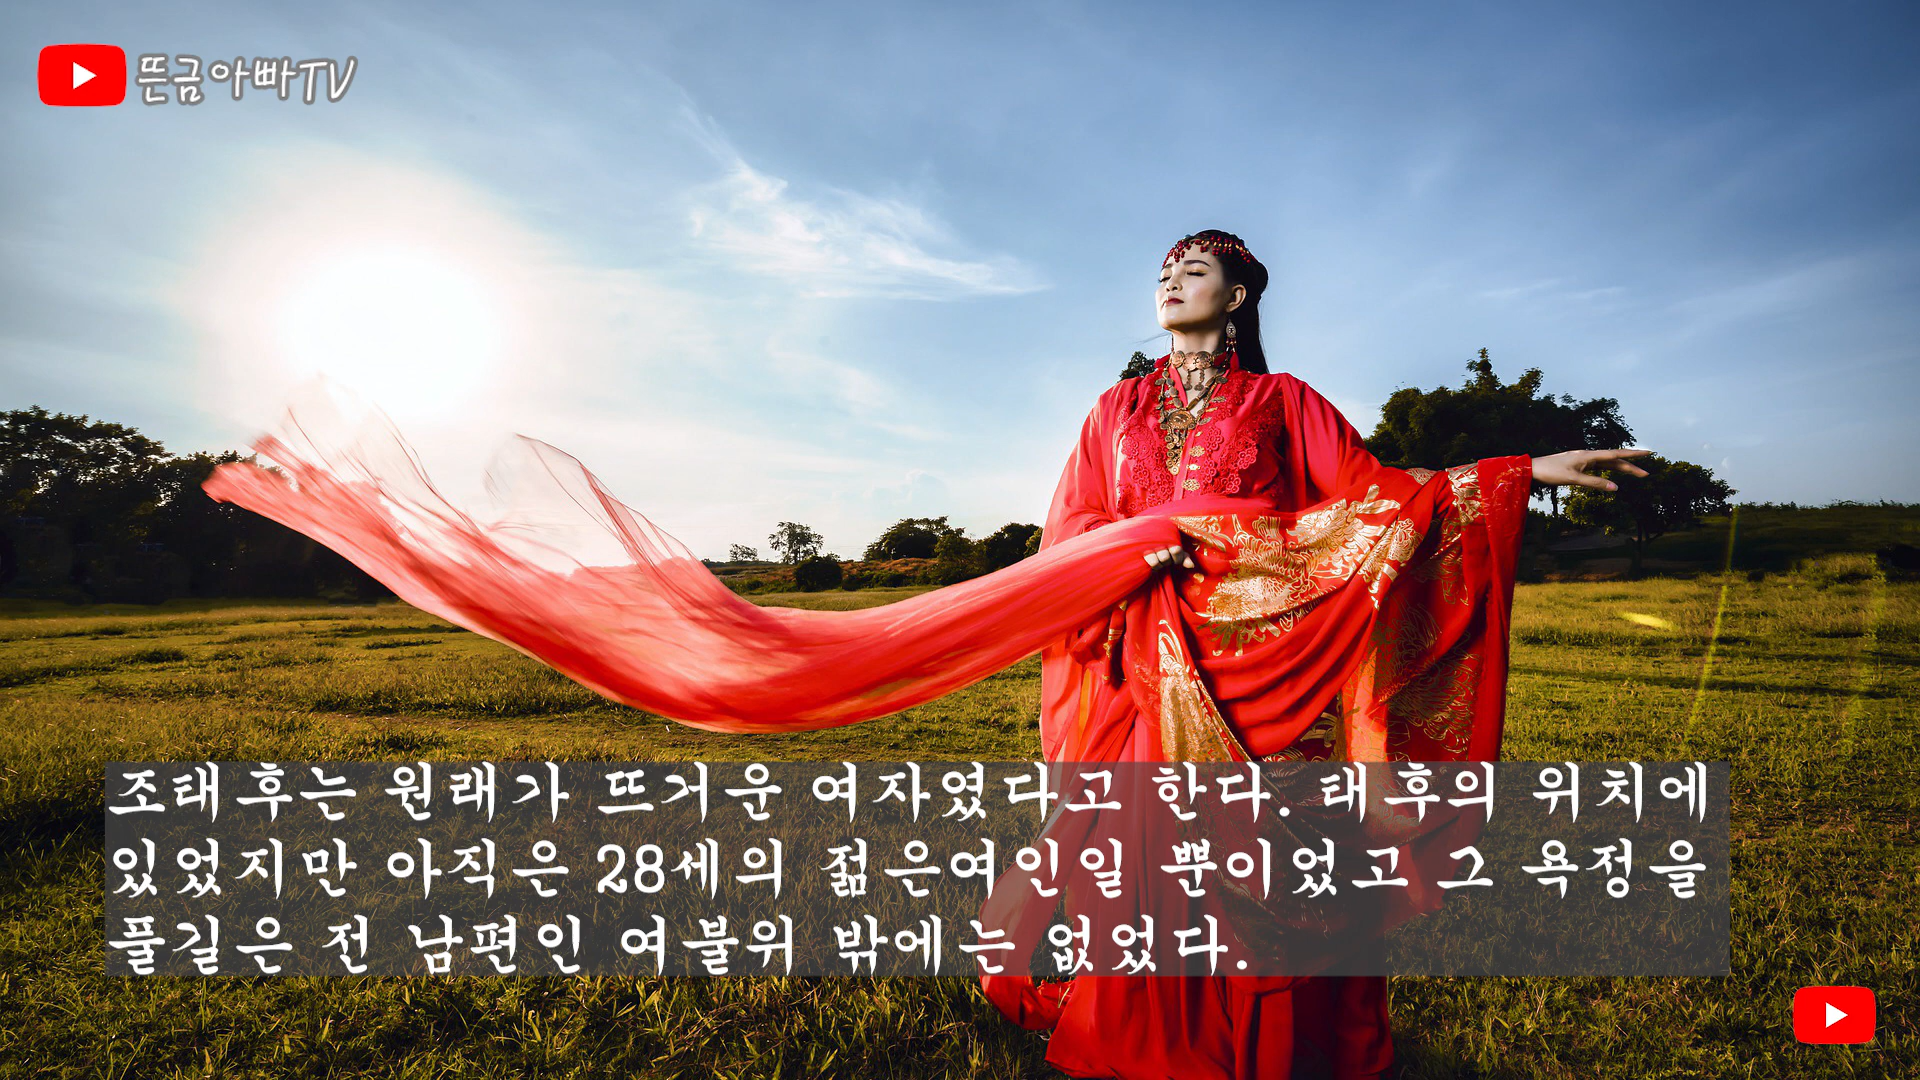 뜬금아빠TV
조태후는 원래가 뜨거운 여자였다고 한다. 태후의 위치에
있었지만 아직은 28세의 젊은여인일 뿐이었고 그 욕정을
풀길은 전 남편인 여불위 밖에는 없었다.